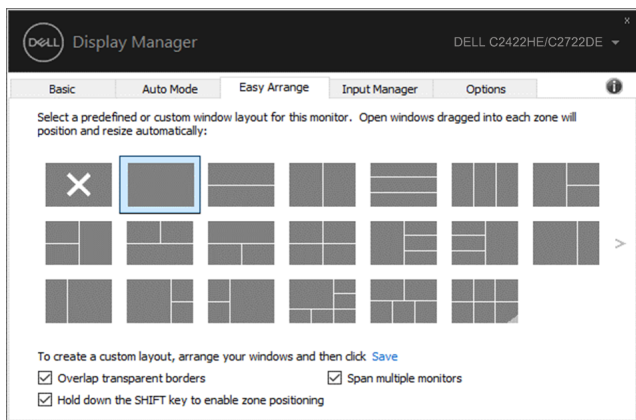 x
DELL Display Manager DELL C2422HE/C2722DE
Basic Auto Mode Easy Arrange Input Manager Options i
Select a predefined or custom window layout for this monitor. Open windows dragged into each zone will
position and resize automatically:
>
To create a custom layout, arrange your windows and then click Save
Overlap transparent borders Span multiple monitors
Hold down the SHIFT key to enable zone positioning